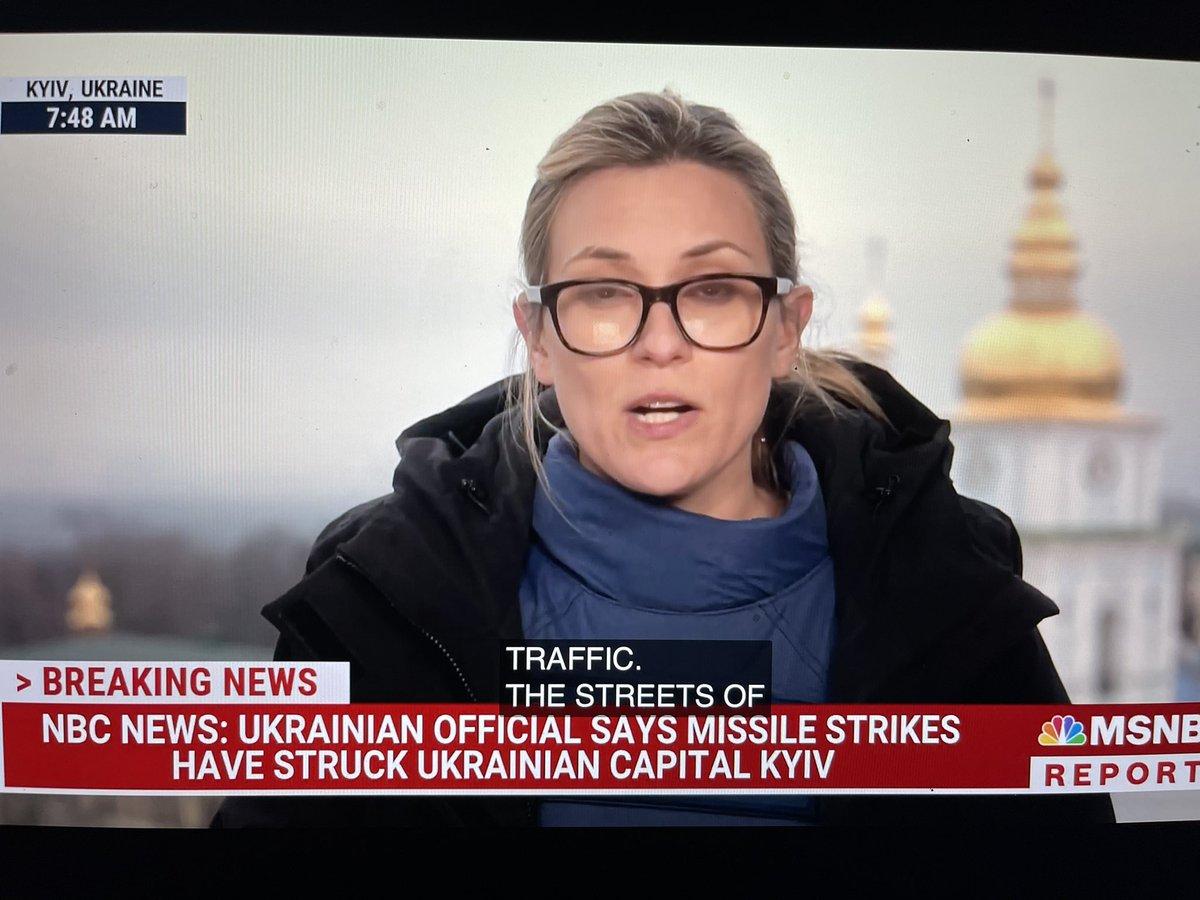 KYIV, UKRAINE
7:48 AM
TRAFFIC.
THE STREETS OF
> BREAKING NEWS
NBC NEWS: UKRAINIAN OFFICIAL SAYS MISSILE STRIKES
HAVE STRUCK UKRAINIAN CAPITAL KYIV
MSNB
REPORT